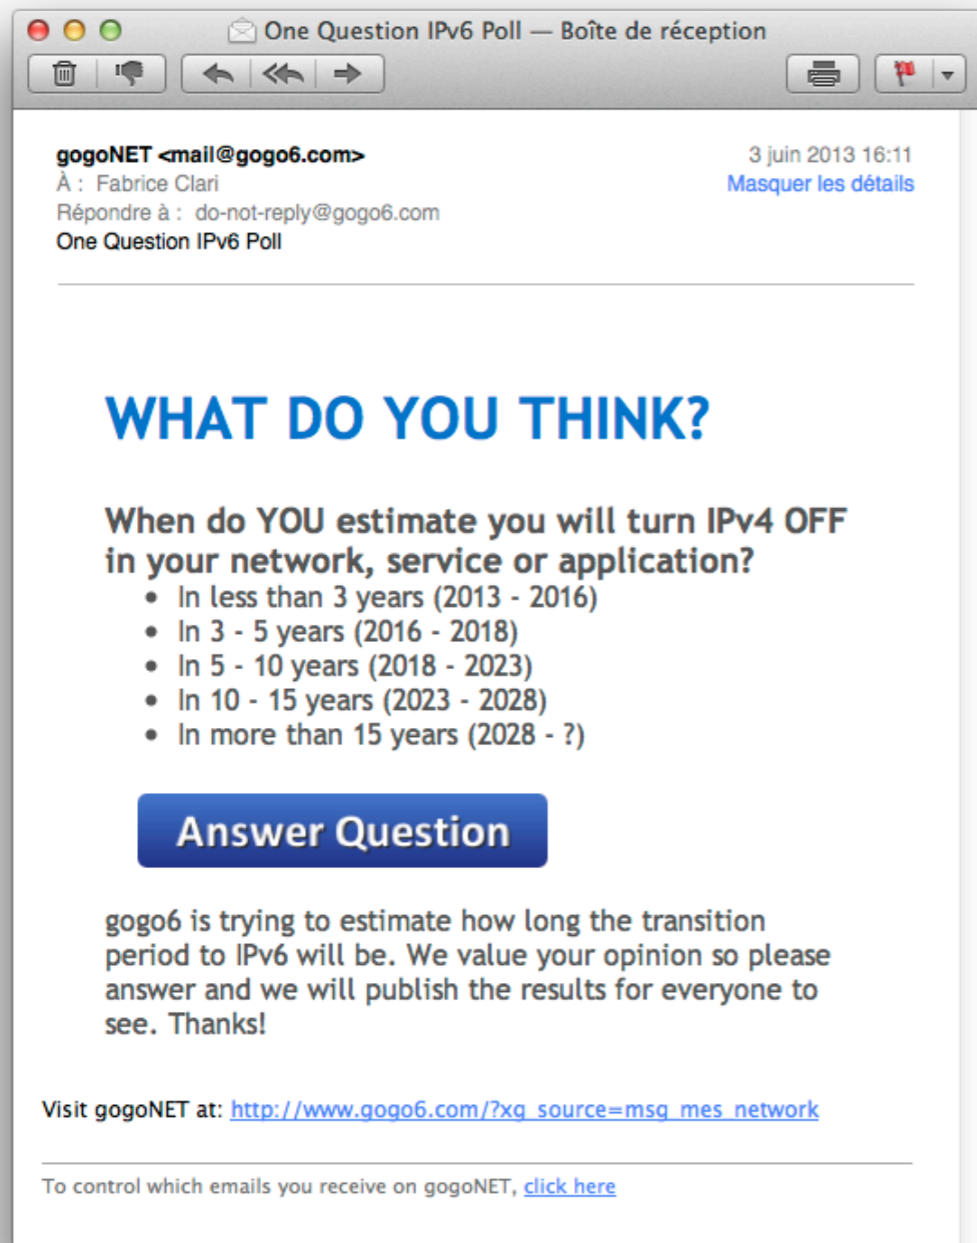 One Question IPv6 Poll — Boîte de réception
gogoNET <mail@gogo6.com>
3 juin 2013 16:11
À : Fabrice Clari
Masquer les détails
Répondre à : do-not-reply@gogo6.com
One Question IPv6 Poll
WHAT DO YOU THINK?
When do YOU estimate you will turn IPv4 OFF
in your network, service or application?
• In less than 3 years (2013 - 2016)
• In 3 - 5 years (2016 - 2018)
• In 5 - 10 years (2018 - 2023)
• In 10 - 15 years (2023 - 2028)
• In more than 15 years (2028 - ?)
Answer Question
gogo6 is trying to estimate how long the transition
period to IPv6 will be. We value your opinion so please
answer and we will publish the results for everyone to
see. Thanks!
Visit gogoNET at: http://www.gogo6.com/?xg_source=msg_mes_network
To control which emails you receive on gogoNET, click here